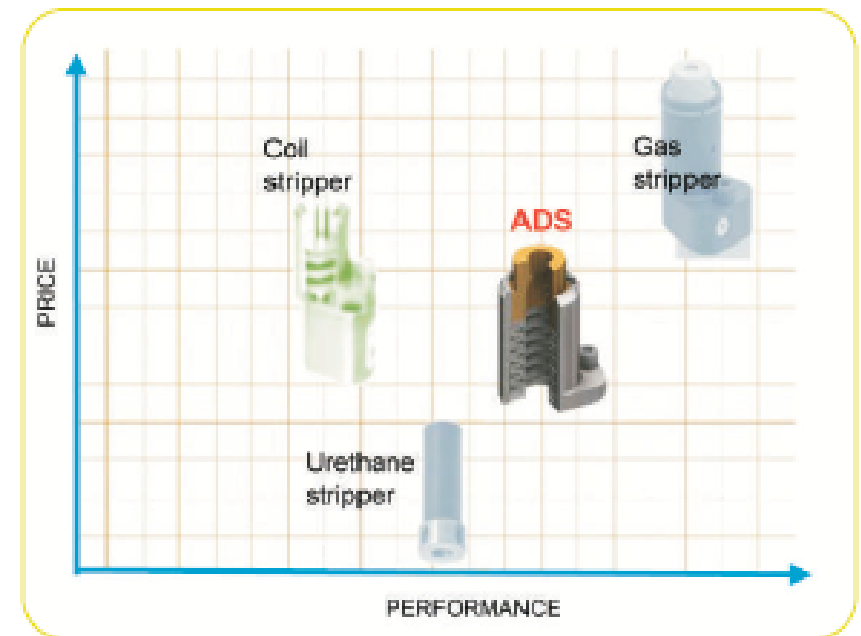 Coil
stripper
Gas
stripper
ADS
PRICE
Urethane
stripper
PERFORMANCE